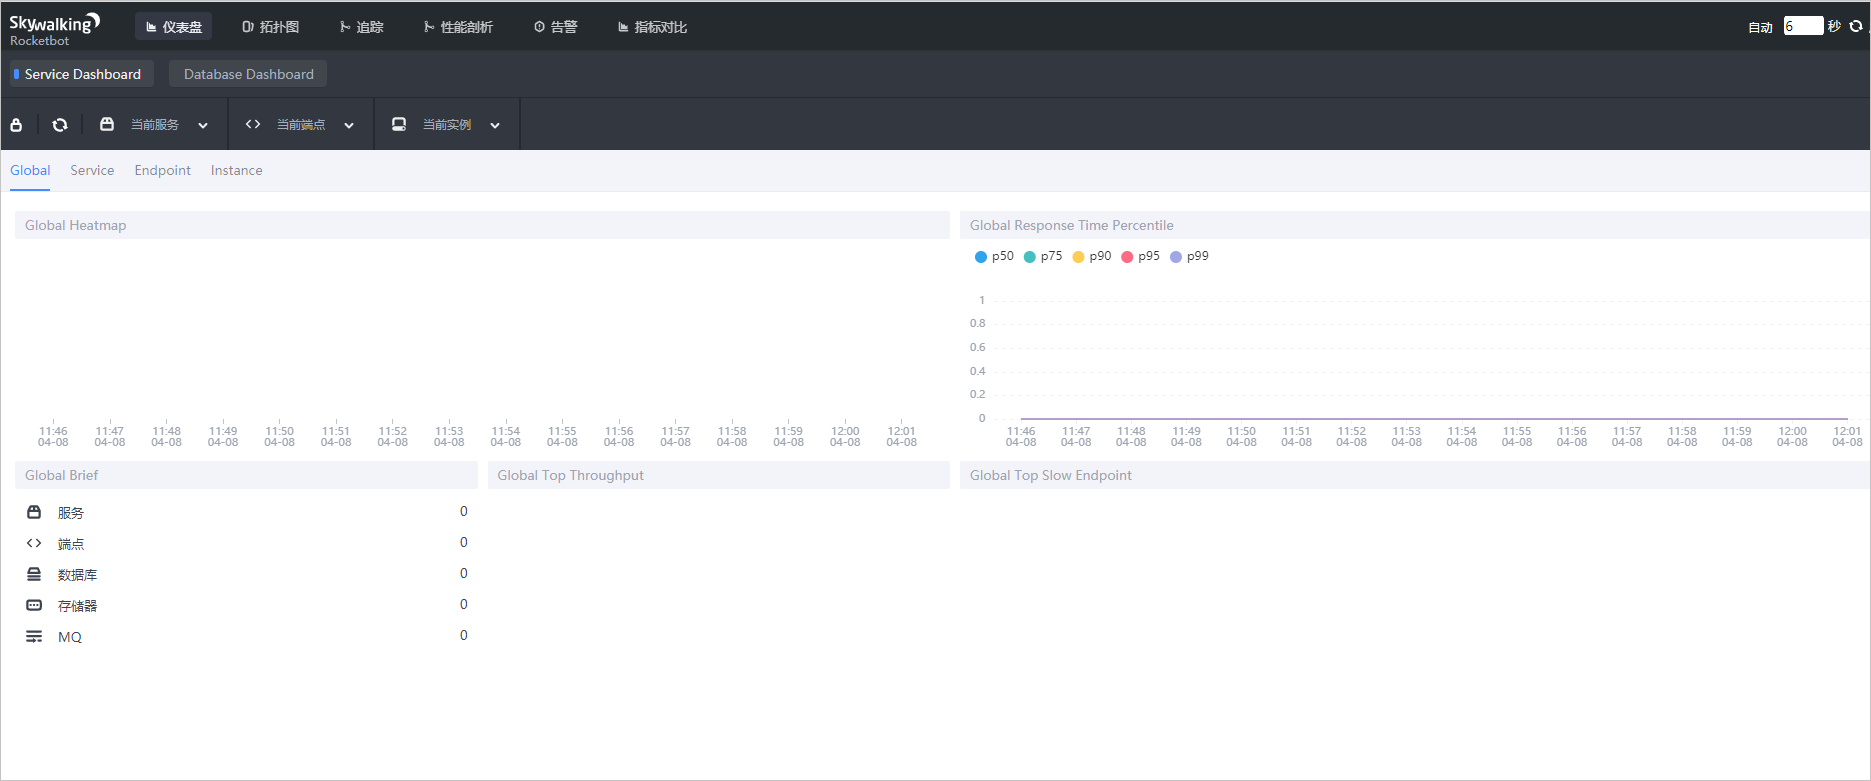 Skywalking
Rocketbot
仪表盘 拓扑图 追踪 性能剖析 告警 指标对比 自动 6 秒
Service Dashboard Database Dashboard
当前服务 当前端点 当前实例
Global Service Endpoint Instance
Global Heatmap
11:46 11:47 11:48 11:49 11:50 11:51 11:52 11:53 11:54 11:55 11:56 11:57 11:58 11:59 12:00 12:01
04-08 04-08 04-08 04-08 04-08 04-08 04-08 04-08 04-08 04-08 04-08 04-08 04-08 04-08 04-08 04-08
Global Response Time Percentile
p50 p75 p90 p95 p99
1
0.8
0.6
0.4
0.2
0
11:46 11:47 11:48 11:49 11:50 11:51 11:52 11:53 11:54 11:55 11:56 11:57 11:58 11:59 12:00 12:01
04-08 04-08 04-08 04-08 04-08 04-08 04-08 04-08 04-08 04-08 04-08 04-08 04-08 04-08 04-08 04-08
Global Brief
服务 0
端点 0
数据库 0
存储器 0
MQ 0
Global Top Throughput
Global Top Slow Endpoint